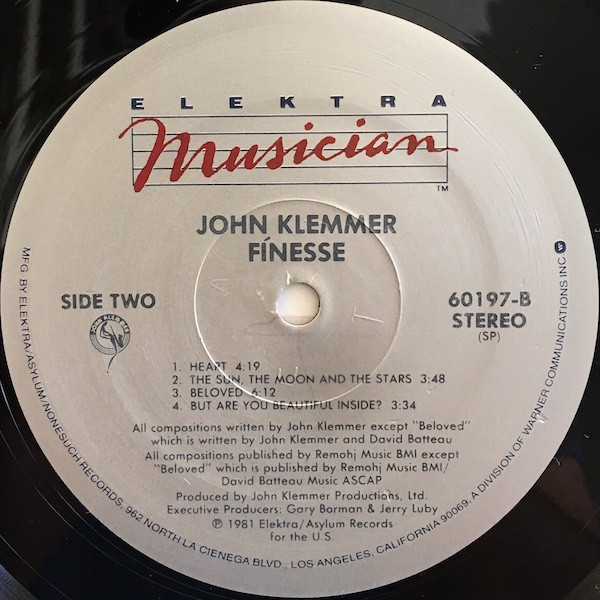 ELEKTRA
Musician
TM
JOHN KLEMMER
FÍNESSE
SIDE TWO
60197-B
STEREO
(SP)
1. HEART 4:19
2. THE SUN, THE MOON AND THE STARS 3:48
3. BELOVED 6:12
4. BUT ARE YOU BEAUTIFUL INSIDE? 3:34
All compositions written by John Klemmer except "Beloved"
which is written by John Klemmer and David Batteau
All compositions published by Remohj Music BMI except
"Beloved" which is published by Remohj Music BMI/
David Batteau Music ASCAP
Produced by John Klemmer Productions, Ltd.
Executive Producers: Gary Borman & Jerry Luby
℗ 1981 Elektra/Asylum Records
for the U.S.
MFG. BY ELEKTRA/ASYLUM/NONESUCH RECORDS, 962 NORTH LA CIENEGA BLVD., LOS ANGELES, CALIFORNIA 90069, A DIVISION OF WARNER COMMUNICATIONS INC.